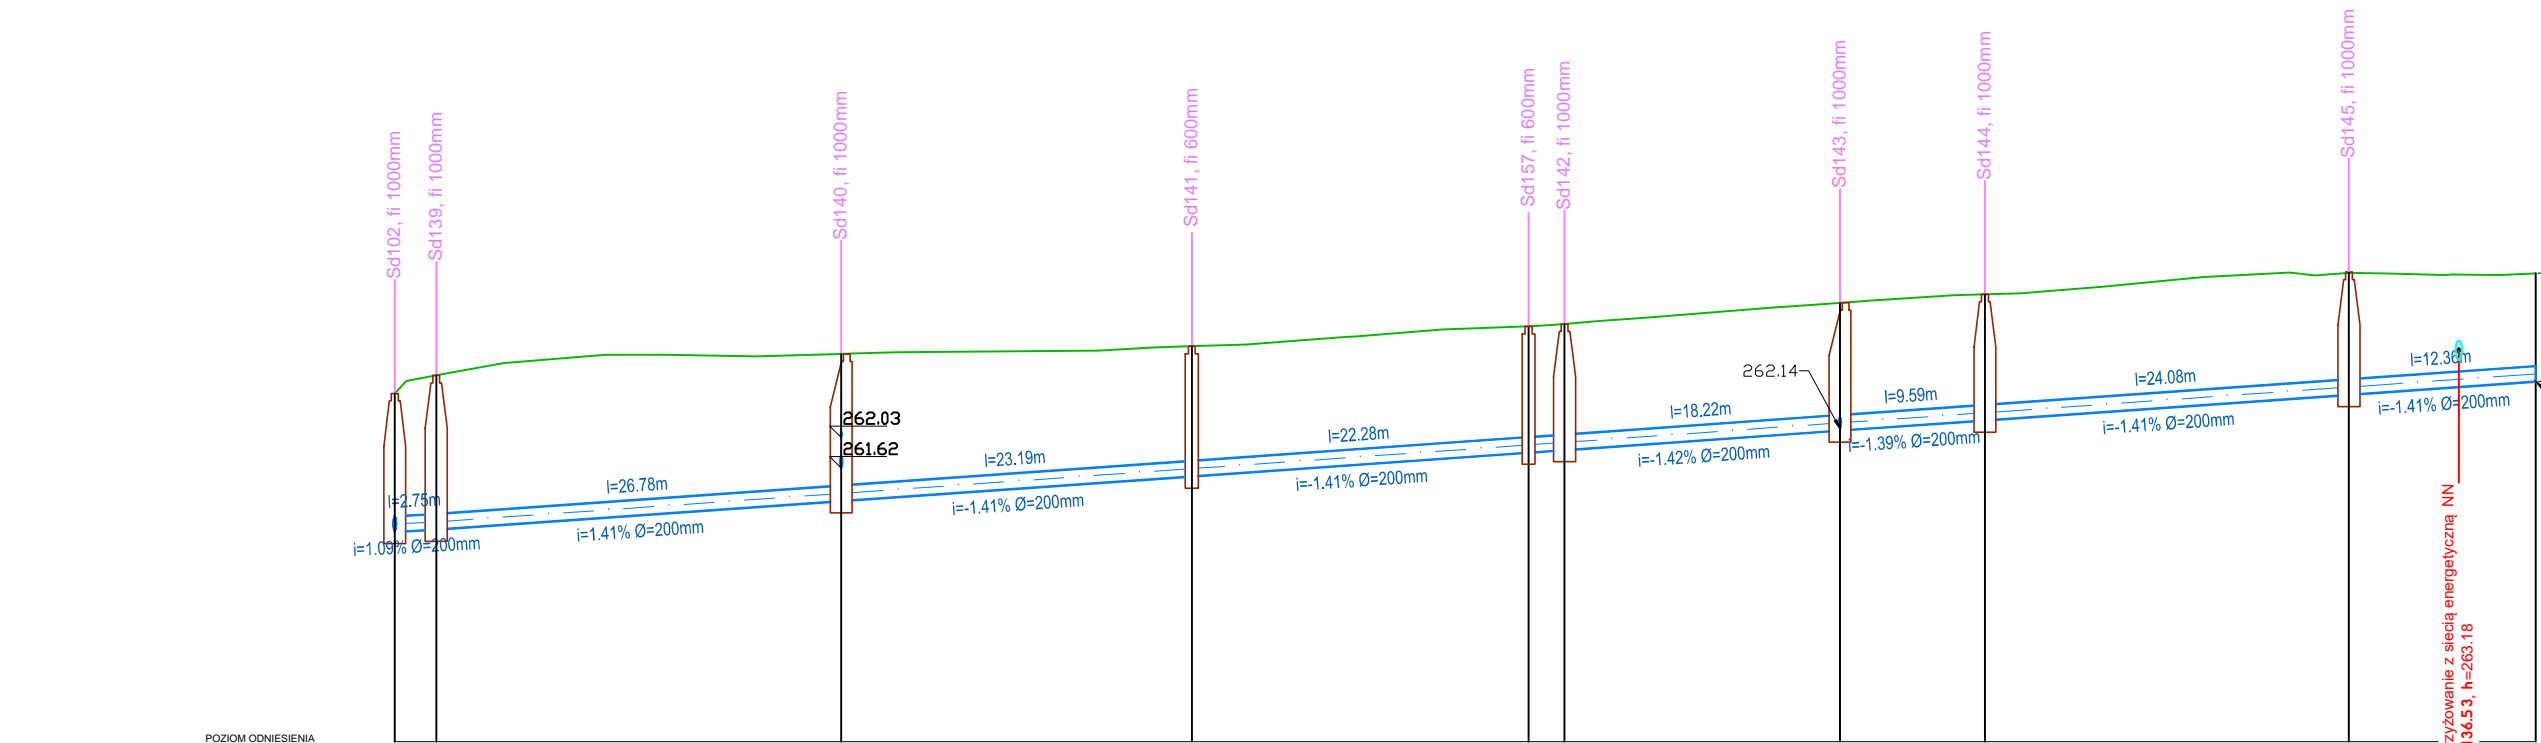 Sd102, fi 1000mm
Sd139, fi 1000mm
Sd140, fi 1000mm
Sd141, fi 600mm
Sd157, fi 600mm
Sd142, fi 1000mm
Sd143, fi 1000mm
Sd144, fi 1000mm
Sd145, fi 1000mm
l=2.75m
i=1.09% Ø=200mm
l=26.78m
i=1.41% Ø=200mm
262.03
261.62
l=23.19m
i=-1.41% Ø=200mm
l=22.28m
i=-1.41% Ø=200mm
l=18.22m
i=-1.42% Ø=200mm
262.14
l=9.59m
i=-1.39% Ø=200mm
l=24.08m
i=-1.41% Ø=200mm
l=12.36m
i=-1.41% Ø=200mm
zyżowanie z siecią energetyczną NN
136.53, h=263.18
POZIOM ODNIESIENIA